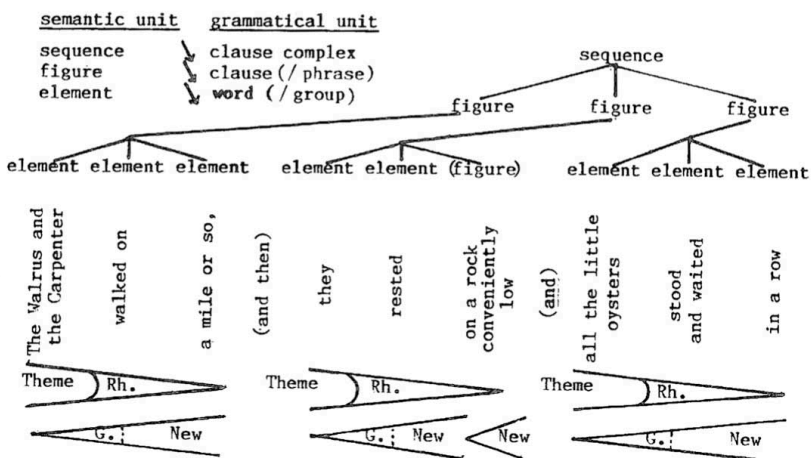 semantic unit grammatical unit
sequence clause complex
figure clause (/ phrase)
element word (/ group)
sequence
figure figure figure
element element element element element (figure) element element element
The Walrus and
the Carpenter
walked on
a mile or so,
(and then)
they
rested
on a rock
conveniently
low
(and)
all the little
oysters
stood
and waited
in a row
Theme Rh. Theme Rh. Theme Rh.
G. New G. New New G. New